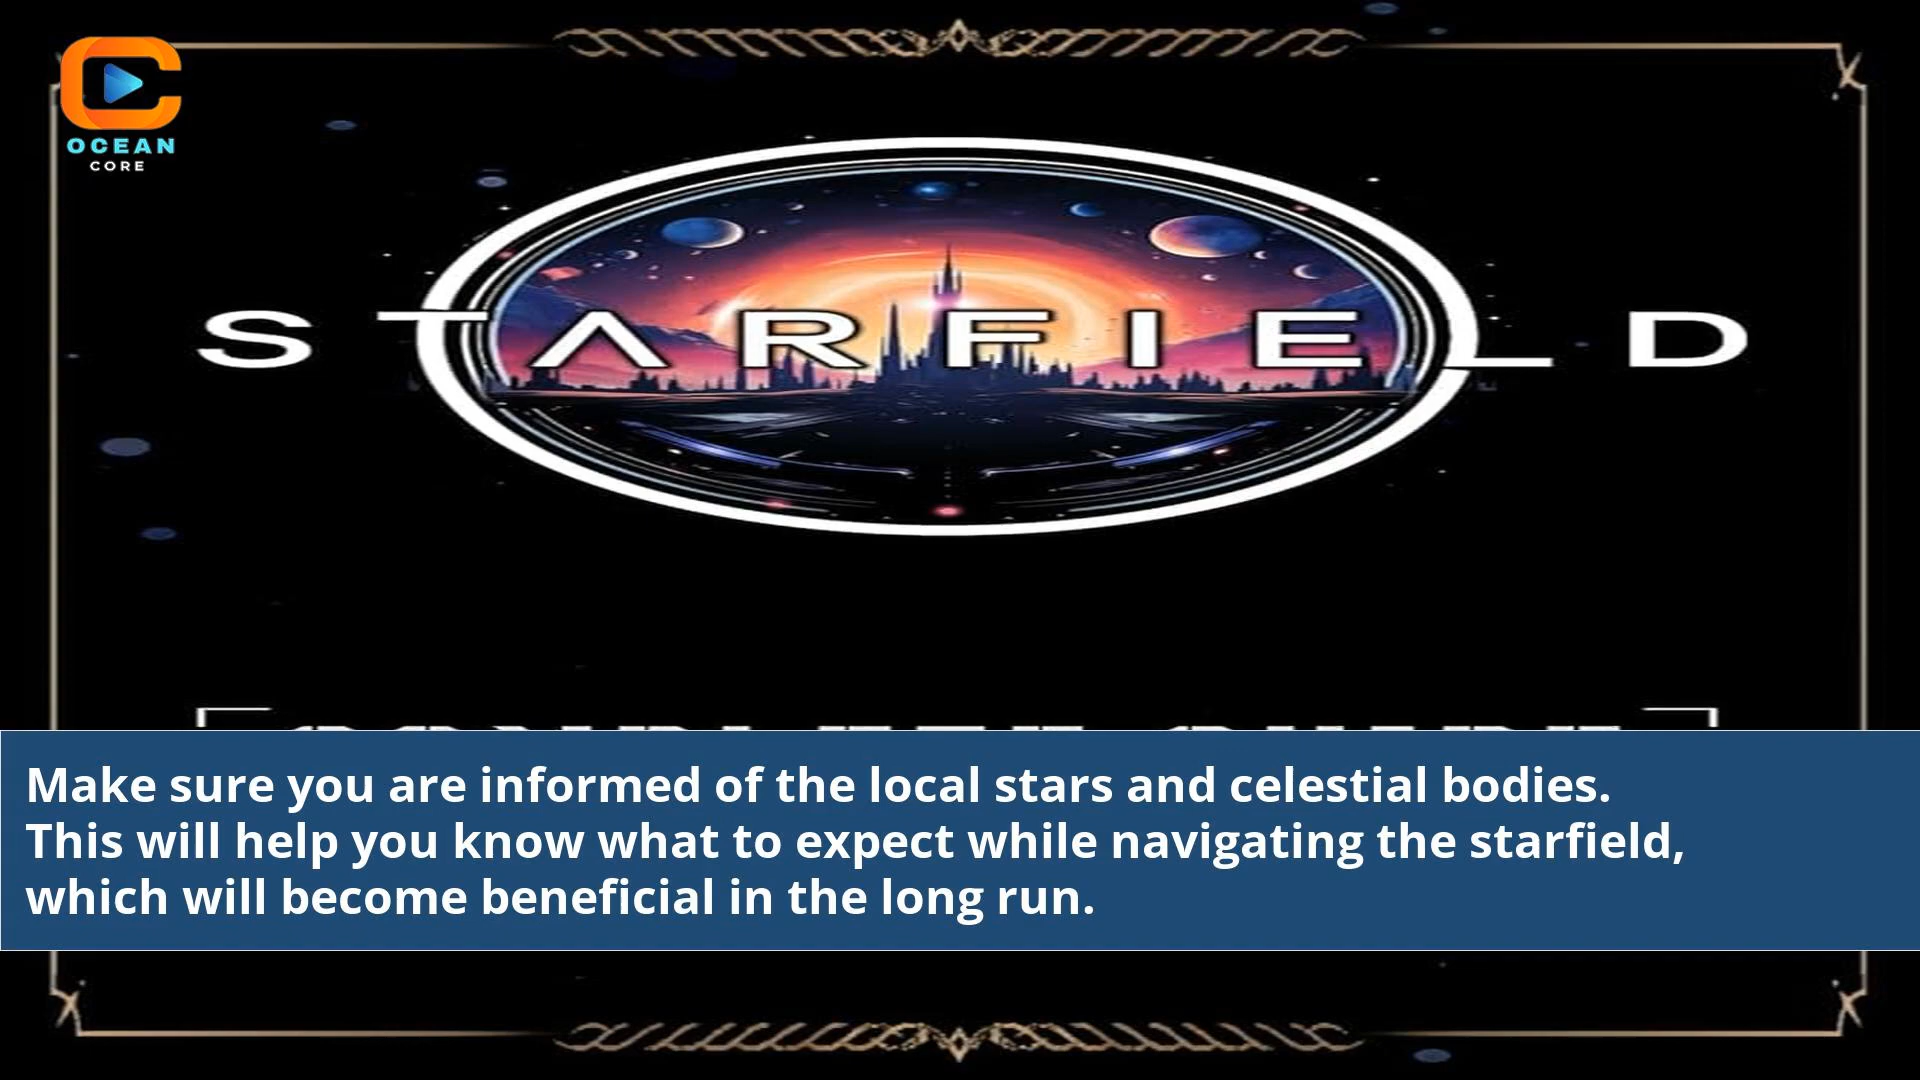 OCEAN
CORE
STARFIELD
Make sure you are informed of the local stars and celestial bodies.
This will help you know what to expect while navigating the starfield,
which will become beneficial in the long run.